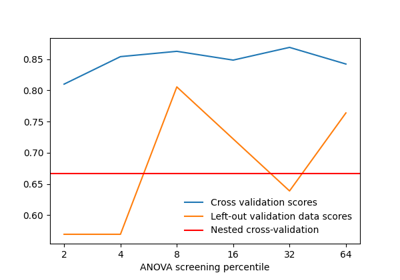 0.85
0.80
0.75
0.70
0.65
0.60
Cross validation scores
Left-out validation data scores
Nested cross-validation
2 4 8 16 32 64
ANOVA screening percentile